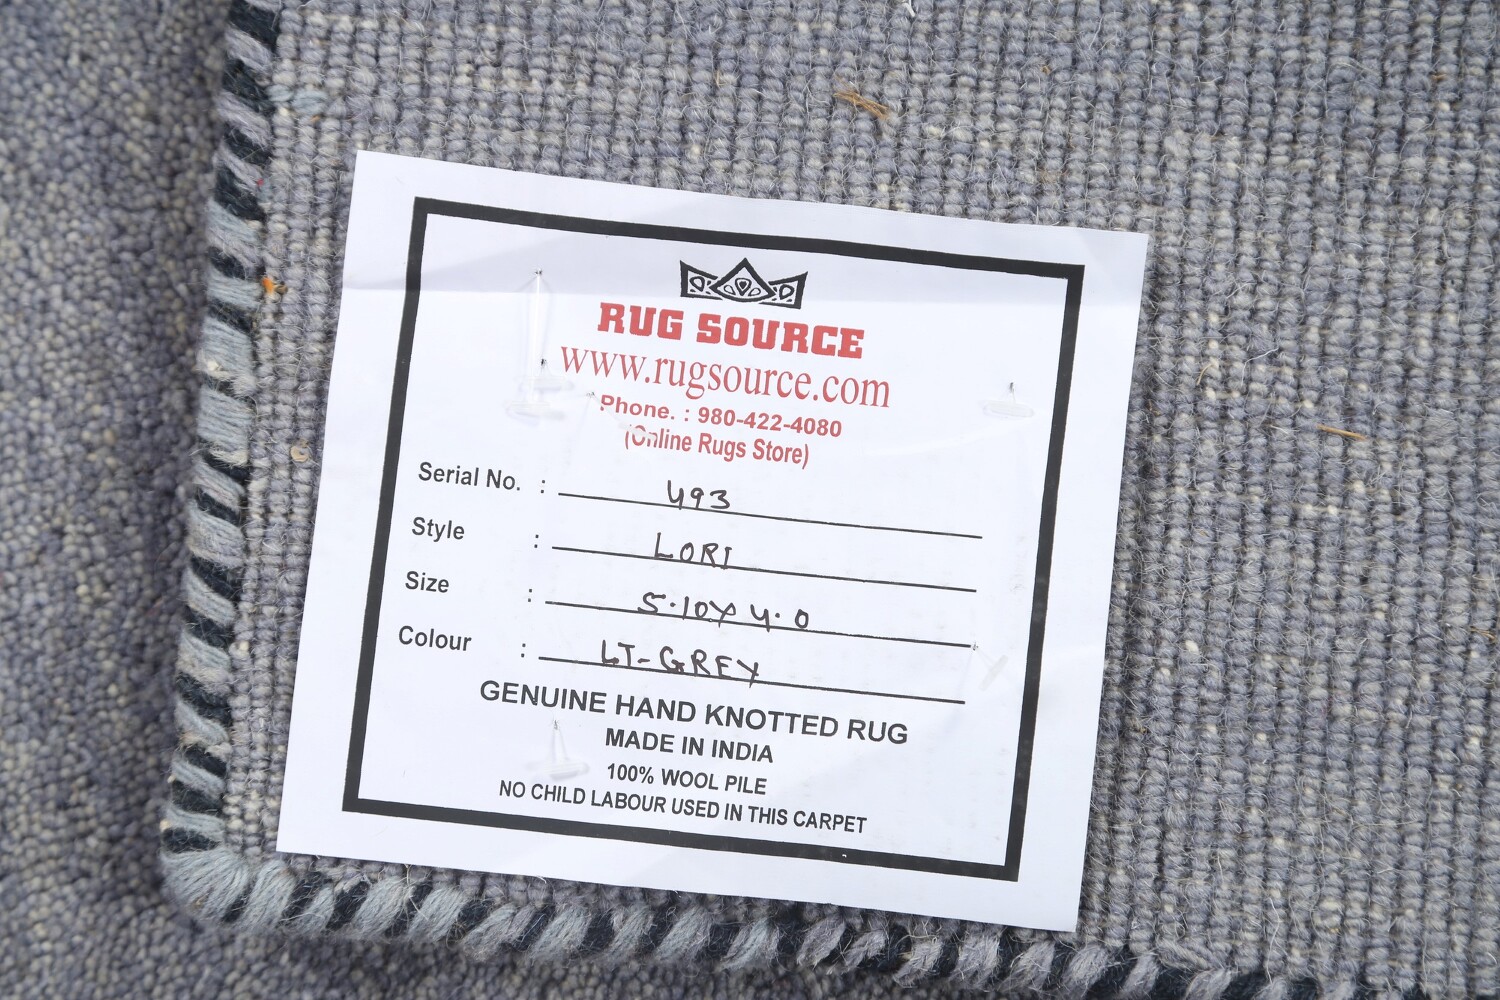 RUG SOURCE
www.rugsource.com
Phone. : 980-422-4080
(Online Rugs Store)
Serial No. : 493
Style : LORI
Size : 5.10X4.0
Colour : LT-GREY
GENUINE HAND KNOTTED RUG
MADE IN INDIA
100% WOOL PILE
NO CHILD LABOUR USED IN THIS CARPET